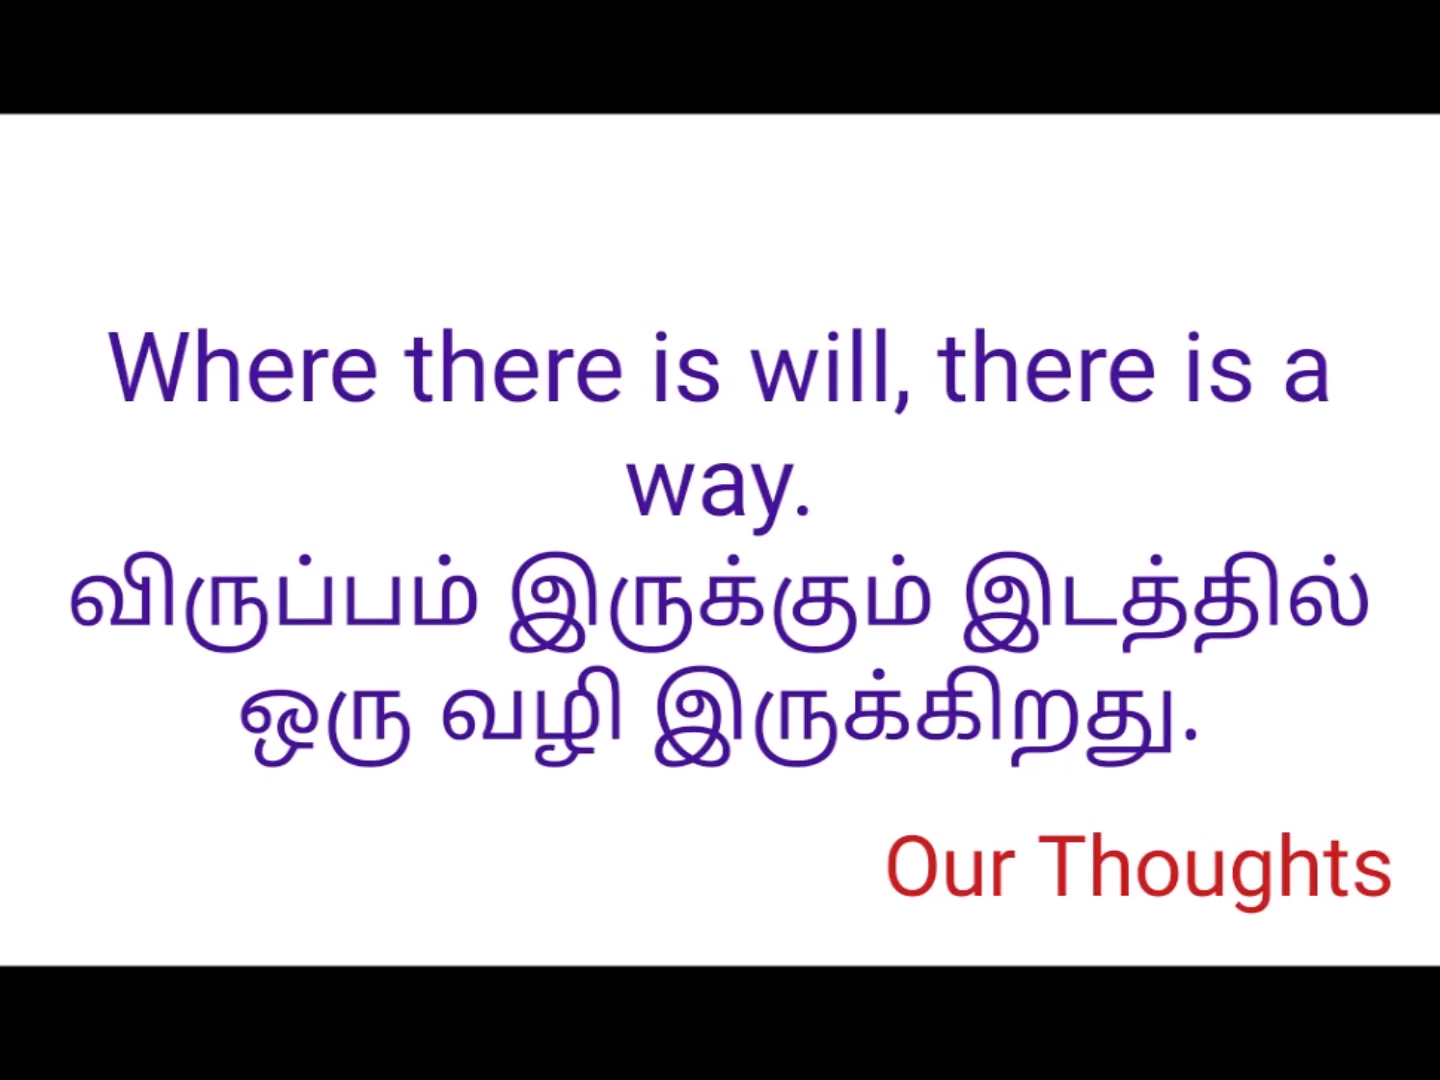 Where there is will, there is a
way.
விருப்பம் இருக்கும் இடத்தில்
ஒரு வழி இருக்கிறது.
Our Thoughts